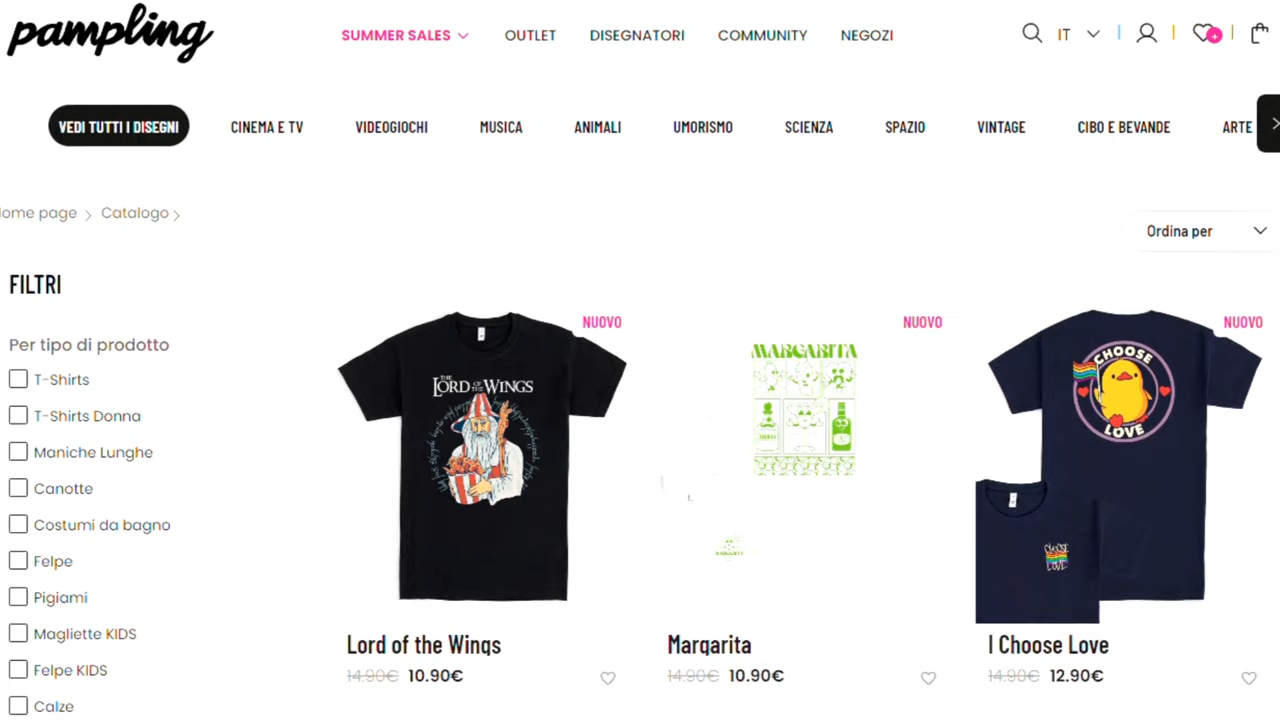 pampling
SUMMER SALES
OUTLET
DISEGNATORI
COMMUNITY
NEGOZI
IT
VEDI TUTTI I DISEGNI
CINEMA E TV
VIDEOGIOCHI
MUSICA
ANIMALI
UMORISMO
SCIENZA
SPAZIO
VINTAGE
CIBO E BEVANDE
ARTE
ome page
Catalogo
Ordina per
FILTRI
Per tipo di prodotto
T-Shirts
T-Shirts Donna
Maniche Lunghe
Canotte
Costumi da bagno
Felpe
Pigiami
Magliette KIDS
Felpe KIDS
Calze
NUOVO
THE
LORD OF THE WINGS
Lord of the Wings
14.90€ 10.90€
NUOVO
MARGARITA
MARGARITA
Margarita
14.90€ 10.90€
NUOVO
CHOOSE
LOVE
CHOOSE
LOVE
I Choose Love
14.90€ 12.90€